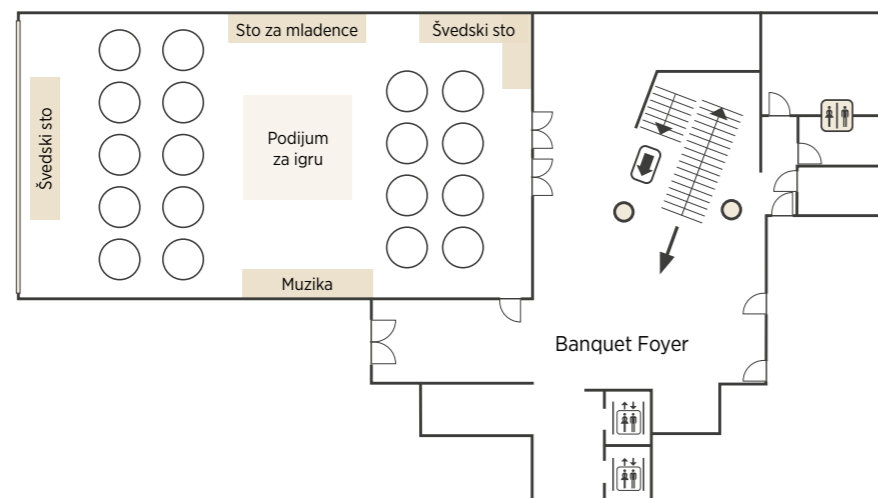 Sto za mladence
Švedski sto
Švedski sto
Podijum
za igru
Muzika
Banquet Foyer